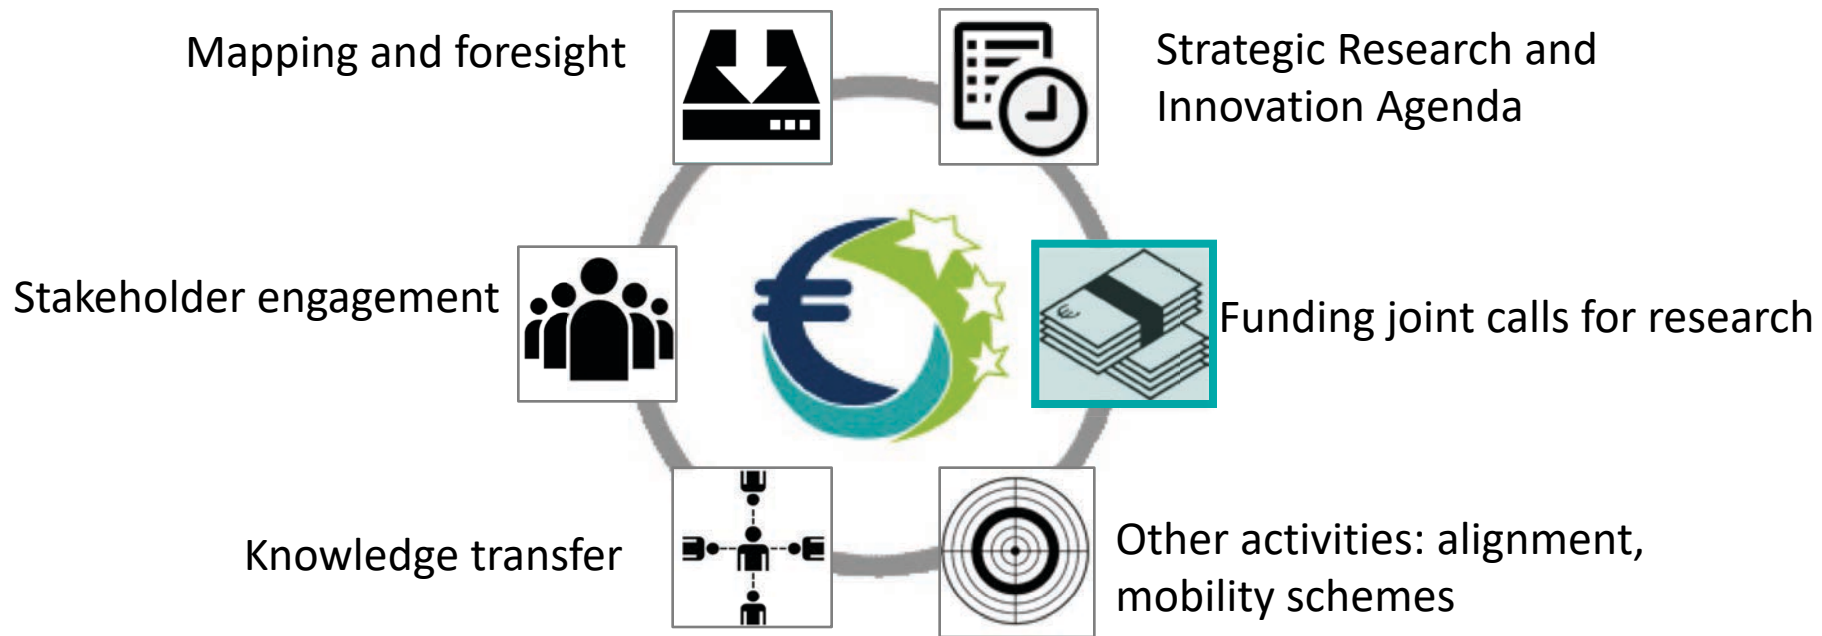 Mapping and foresight
Strategic Research and
Innovation Agenda
Stakeholder engagement
Funding joint calls for research
Knowledge transfer
Other activities: alignment,
mobility schemes